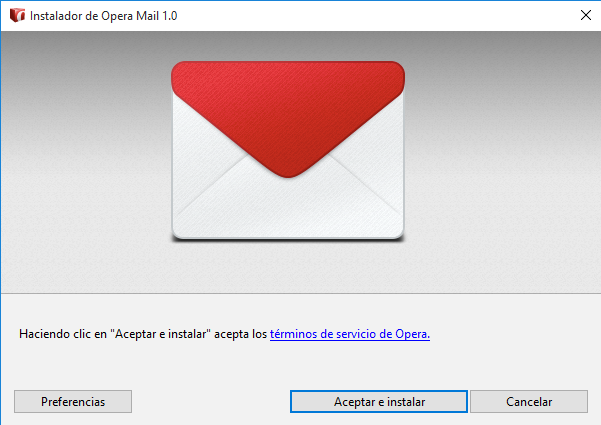 Instalador de Opera Mail 1.0
Haciendo clic en "Aceptar e instalar" acepta los términos de servicio de Opera.
Preferencias
Aceptar e instalar
Cancelar